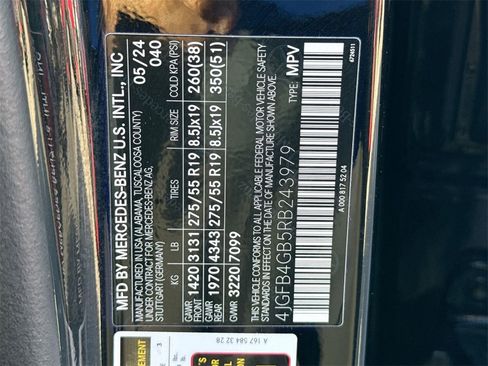 MFD BY MERCEDES-BENZ U.S. INTL., INC
MANUFACTURED IN USA (ALABAMA, TUSCALOOSA COUNTY)
UNDER CONTRACT FOR MERCEDES-BENZ AG,
STUTTGART (GERMANY)
05/24
040
KG LB TIRES RIM SIZE COLD KPA(PSI)
GAWR FRONT 1420 3131 275/55 R19 8.5Jx19 260(38)
GAWR REAR 1970 4343 275/55 R19 8.5Jx19 350(51)
GVWR 3220 7099
THIS VEHICLE CONFORMS TO ALL APPLICABLE FEDERAL MOTOR VEHICLE SAFETY
STANDARDS IN EFFECT ON THE DATE OF MANUFACTURE SHOWN ABOVE.
4JGFB4GB5RB243979 TYPE: MPV
A 000 817 52 04
6724511
A 167 584 32 28